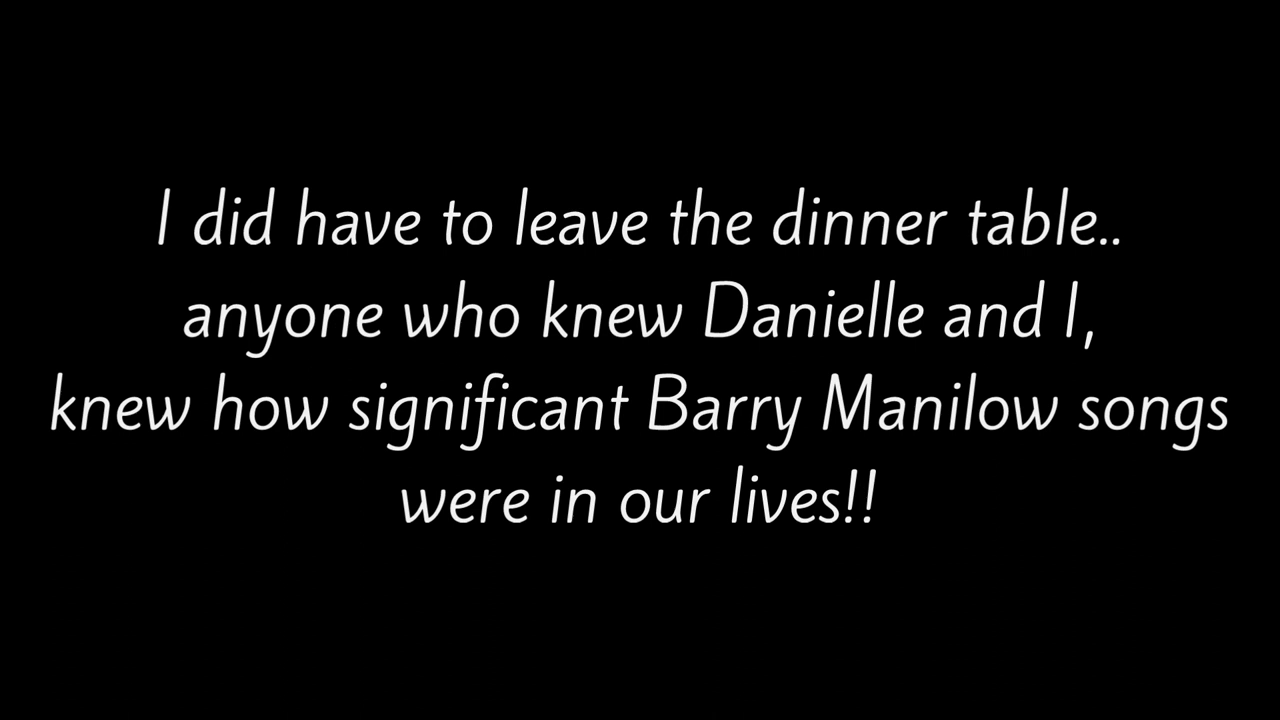 I did have to leave the dinner table..
anyone who knew Danielle and I,
knew how significant Barry Manilow songs
were in our lives!!